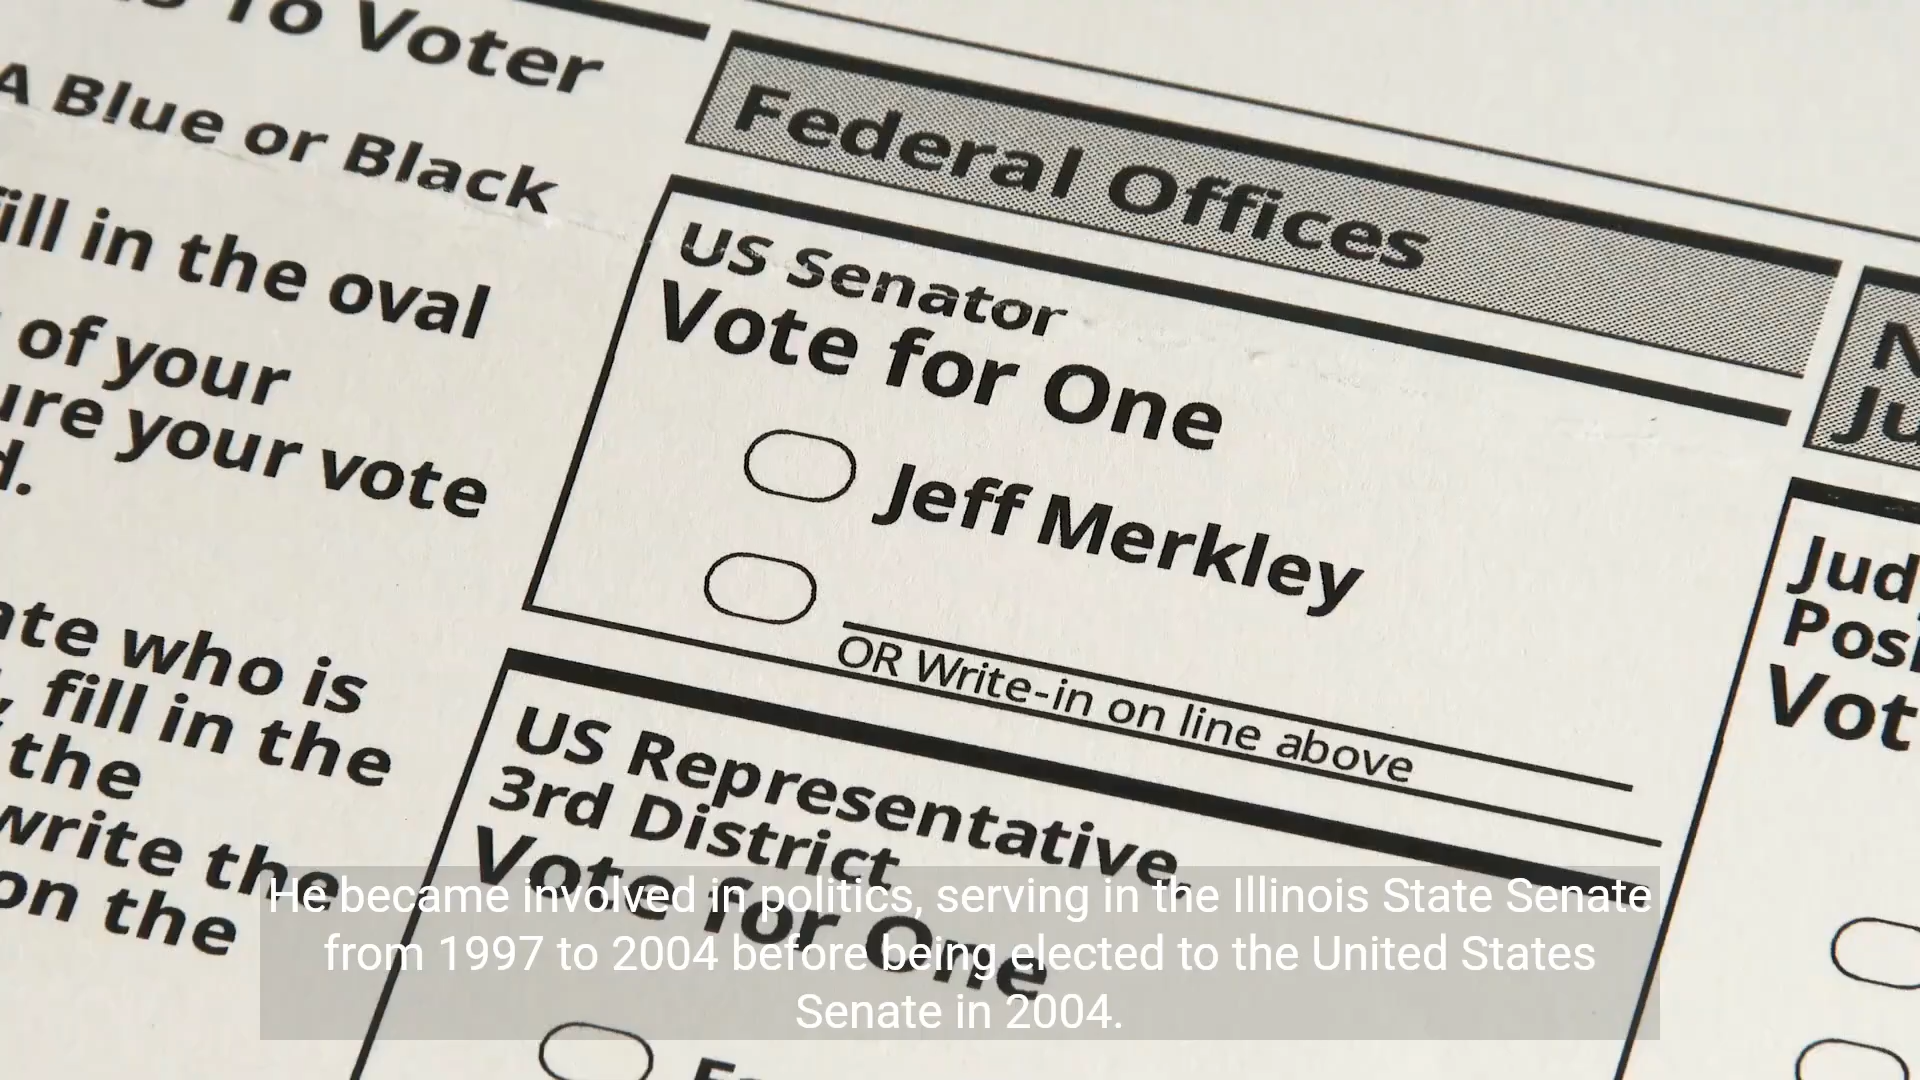 To Voter
A Blue or Black
fill in the oval
of your
your vote
d.
who is
fill in the
the
write the
on the
Federal Offices
US Senator
Vote for One
Jeff Merkley
OR Write-in on line above
US Representative,
3rd District
Vote for One
Jud
Posi
Vot
He became involved in politics, serving in the Illinois State Senate
from 1997 to 2004 before being elected to the United States
Senate in 2004.